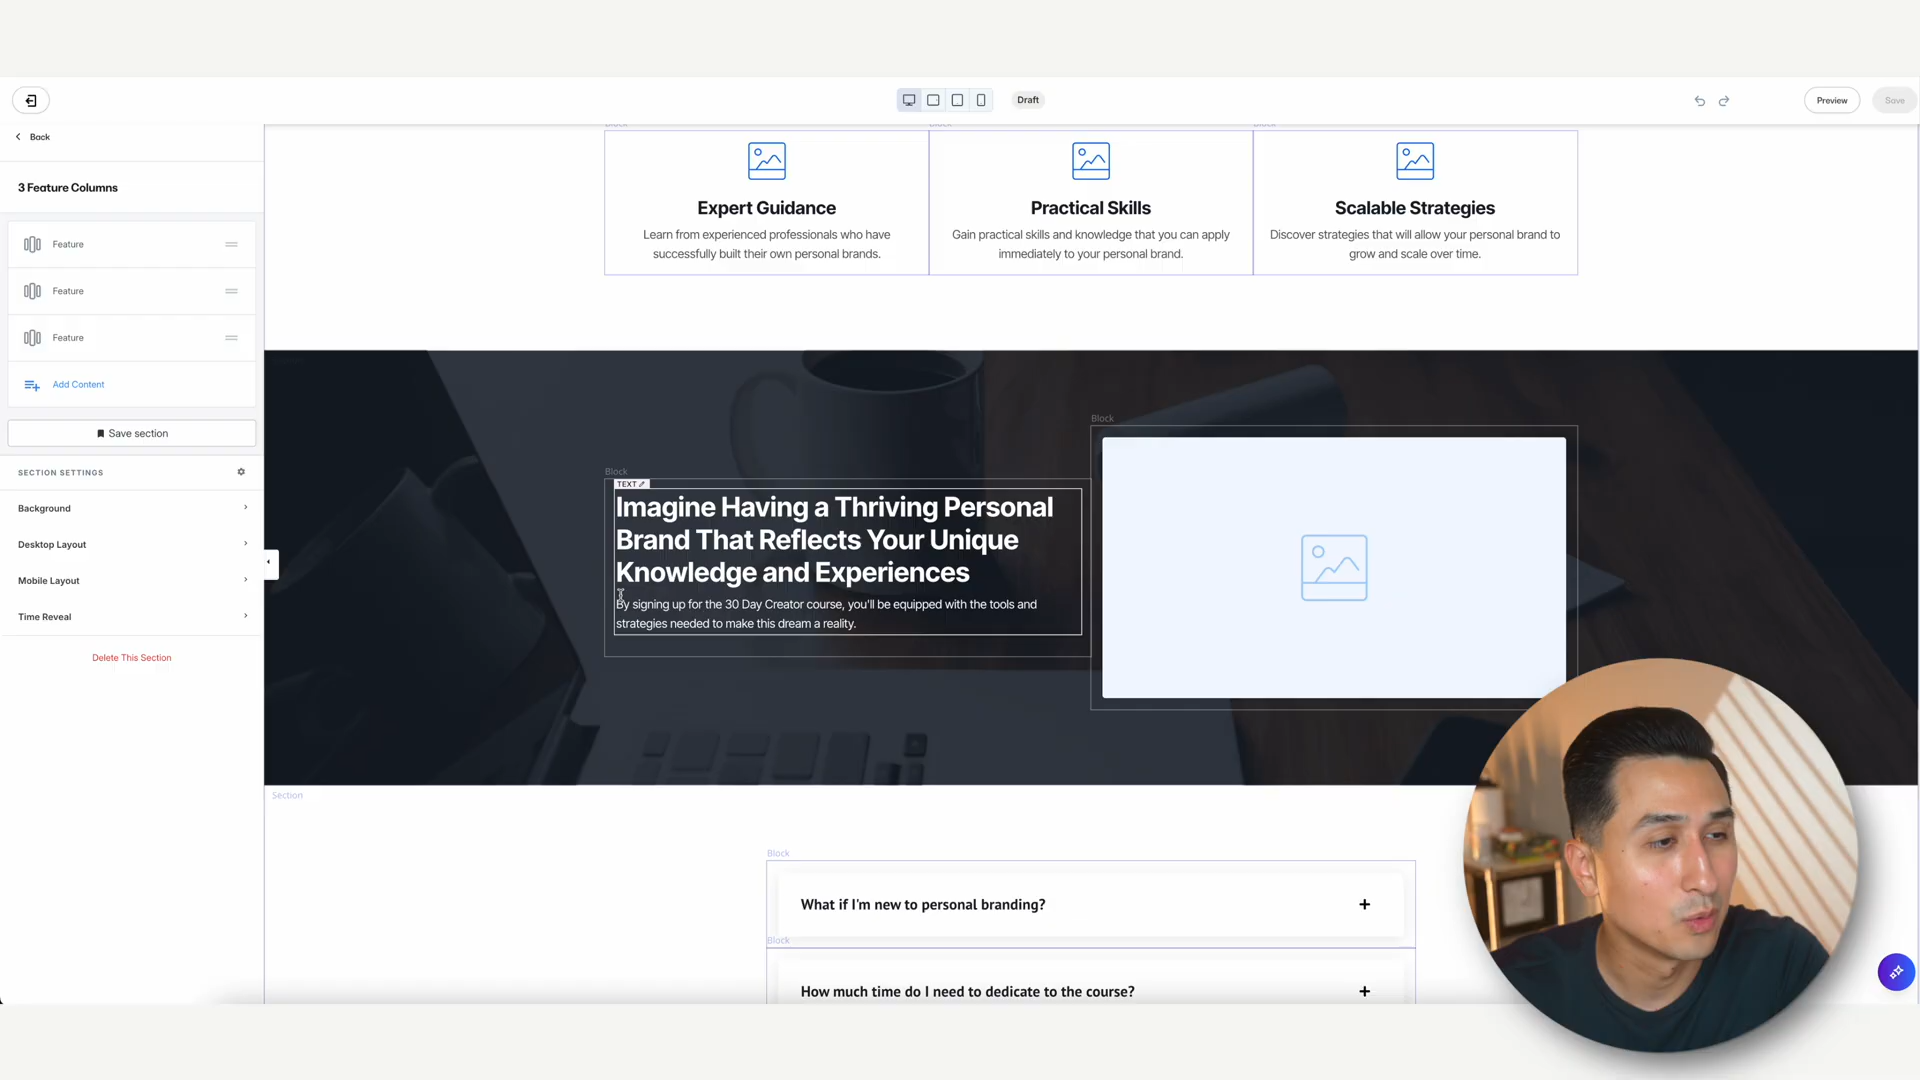 Draft
Preview
Save
Back
3 Feature Columns
Feature
Feature
Feature
Add Content
Save section
SECTION SETTINGS
Background
Desktop Layout
Mobile Layout
Time Reveal
Delete This Section
Block
Block
Block
Expert Guidance
Learn from experienced professionals who have
successfully built their own personal brands.
Practical Skills
Gain practical skills and knowledge that you can apply
immediately to your personal brand.
Scalable Strategies
Discover strategies that will allow your personal brand to
grow and scale over time.
Block
Block
TEXT
Imagine Having a Thriving Personal
Brand That Reflects Your Unique
Knowledge and Experiences
By signing up for the 30 Day Creator course, you'll be equipped with the tools and
strategies needed to make this dream a reality.
Section
Block
What if I'm new to personal branding?
Block
How much time do I need to dedicate to the course?